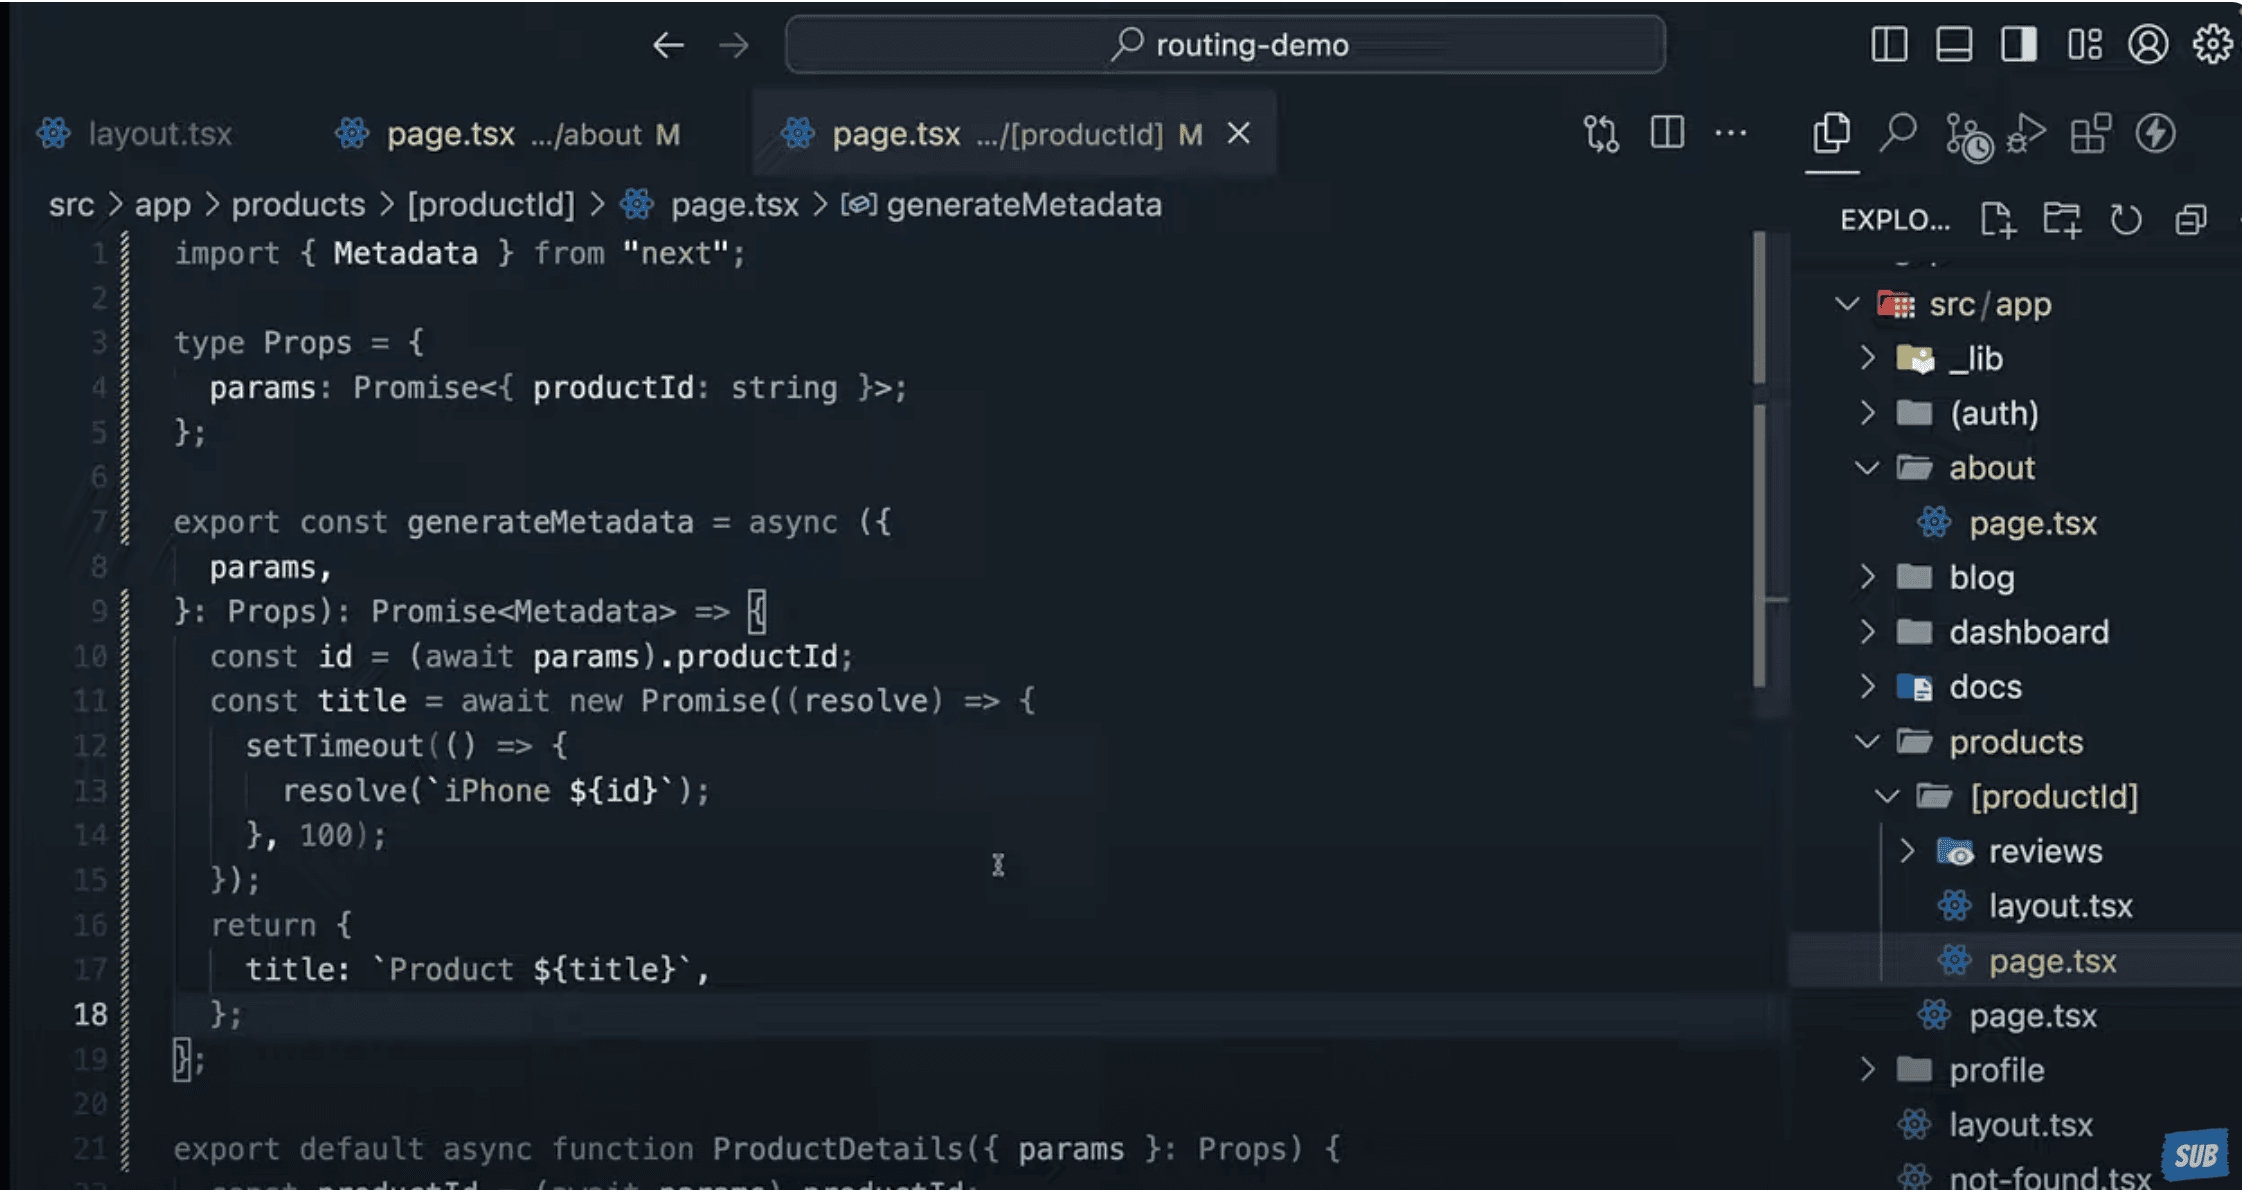 routing-demo
layout.tsx
page.tsx .../about M
page.tsx .../[productId] M
src > app > products > [productId] > page.tsx > generateMetadata
1 import { Metadata } from "next";
2
3 type Props = {
4 params: Promise<{ productId: string }>;
5 };
6
7 export const generateMetadata = async ({
8 params,
9 }: Props): Promise<Metadata> => {
10 const id = (await params).productId;
11 const title = await new Promise((resolve) => {
12 setTimeout(() => {
13 resolve(`iPhone ${id}`);
14 }, 100);
15 });
16 return {
17 title: `Product ${title}`,
18 };
19 };
20
21 export default async function ProductDetails({ params }: Props) {
const productId = (await params).productId;
EXPLO...
src/app
_lib
(auth)
about
page.tsx
blog
dashboard
docs
products
[productId]
reviews
layout.tsx
page.tsx
page.tsx
profile
layout.tsx
not-found.tsx
SUB